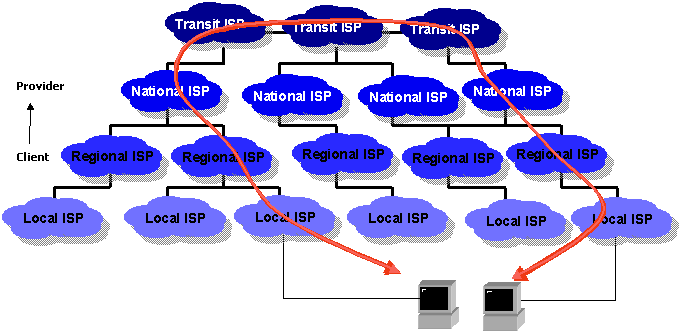 Transit ISP Transit ISP Transit ISP
Provider
National ISP National ISP National ISP National ISP
Client
Regional ISP Regional ISP Regional ISP Regional ISP Regional ISP
Local ISP Local ISP Local ISP Local ISP Local ISP Local ISP